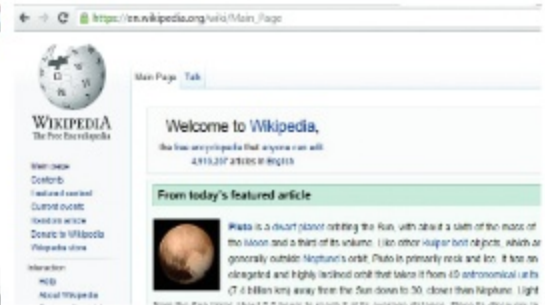 https://en.wikipedia.org/wiki/Main_Page
Main Page Talk
WIKIPEDIA
The Free Encyclopedia
Welcome to Wikipedia,
the free encyclopedia that anyone can edit.
articles in English
Main page
Contents
Featured content
Current events
Random article
Donate to Wikipedia
Wikipedia store
Interaction
Help
About Wikipedia
From today's featured article
Pluto is a dwarf planet orbiting the Sun, with about a sixth of the mass of
the Moon and a third of its volume. Like other Kuiper belt objects, which are
generally outside Neptune's orbit, Pluto is primarily rock and ice. It has an
elongated and highly inclined orbit that takes it from 49 astronomical units
(7.4 billion km) away from the Sun down to 30, closer than Neptune. Light